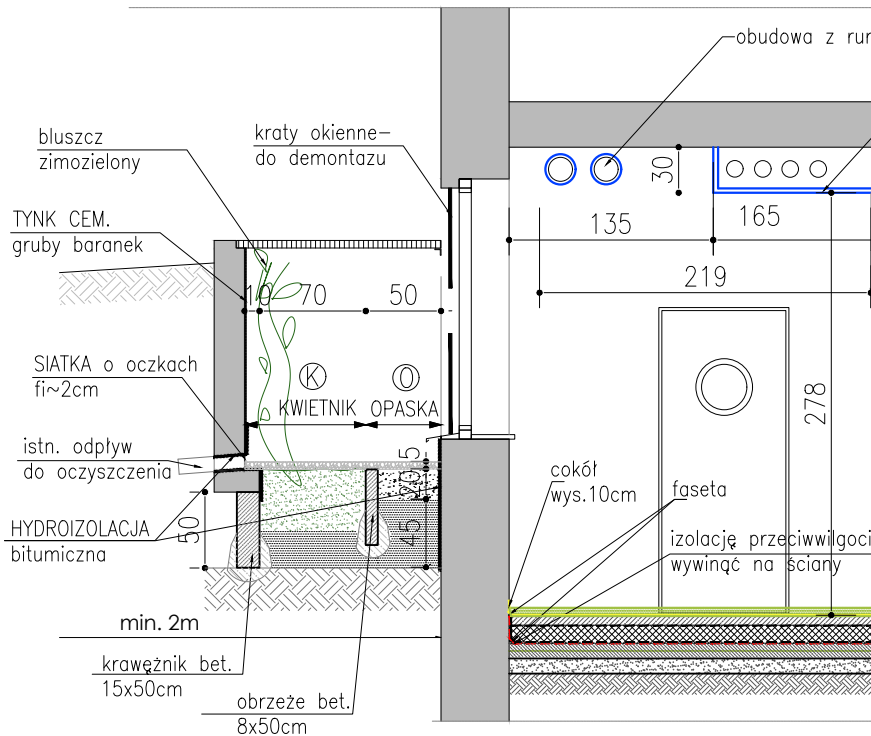 obudowa z rur
bluszcz
zimozielony
kraty okienne-
do demontazu
30
TYNK CEM.
gruby baranek
135
165
219
10
70
50
SIATKA o oczkach
fi~2cm
K
O
KWIETNIK
OPASKA
278
istn. odpływ
do oczyszczenia
5
20
45
50
cokół
wys.10cm
faseta
HYDROIZOLACJA
bitumiczna
izolację przeciwwilgoci
wywinąć na ściany
min. 2m
krawężnik bet.
15x50cm
obrzeże bet.
8x50cm